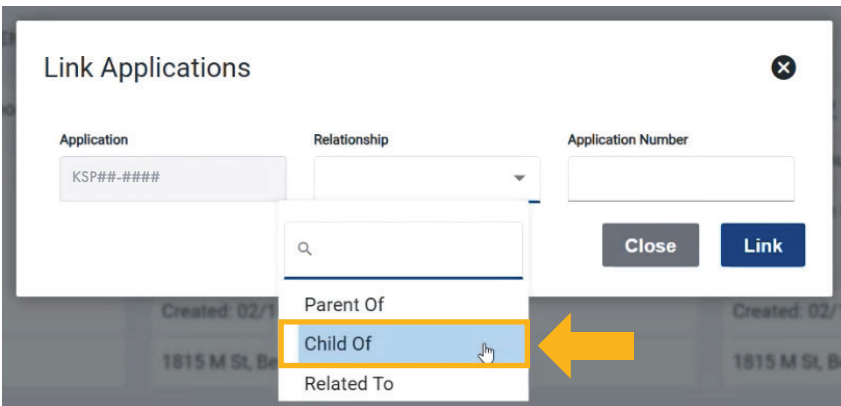 Link Applications
Application Relationship Application Number
KSP##-####
Close Link
Parent Of
Child Of
Related To
Created: 02/1 Created: 02/1
1815 M St, Be 1815 M St, B